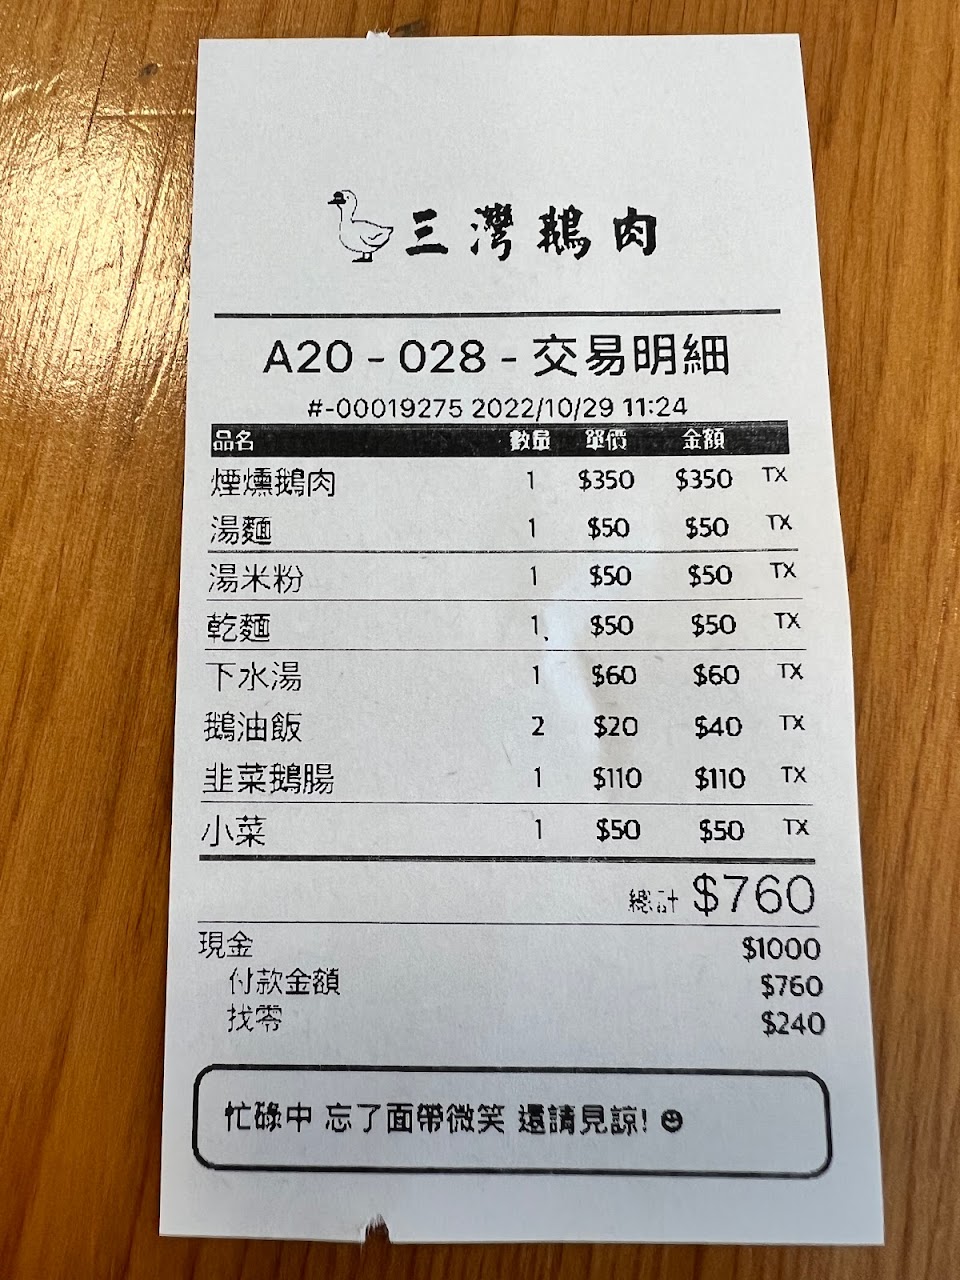 三灣鵝肉
A20 - 028 - 交易明細
#-00019275 2022/10/29 11:24
品名 數量 單價 金額
煙燻鵝肉 1 $350 $350 TX
湯麵 1 $50 $50 TX
湯米粉 1 $50 $50 TX
乾麵 1 $50 $50 TX
下水湯 1 $60 $60 TX
鵝油飯 2 $20 $40 TX
韭菜鵝腸 1 $110 $110 TX
小菜 1 $50 $50 TX
總計 $760
現金 $1000
付款金額 $760
找零 $240
忙碌中 忘了面帶微笑 還請見諒! ☻